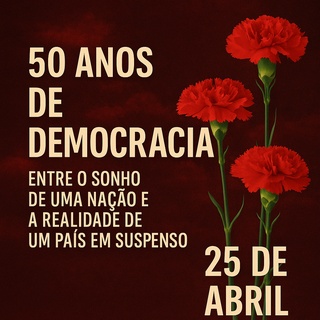 50 ANOS
DE
DEMOCRACIA
ENTRE O SONHO
DE UMA NAÇÃO E
A REALIDADE DE
UM PAÍS EM SUSPENSO
25 DE
ABRIL